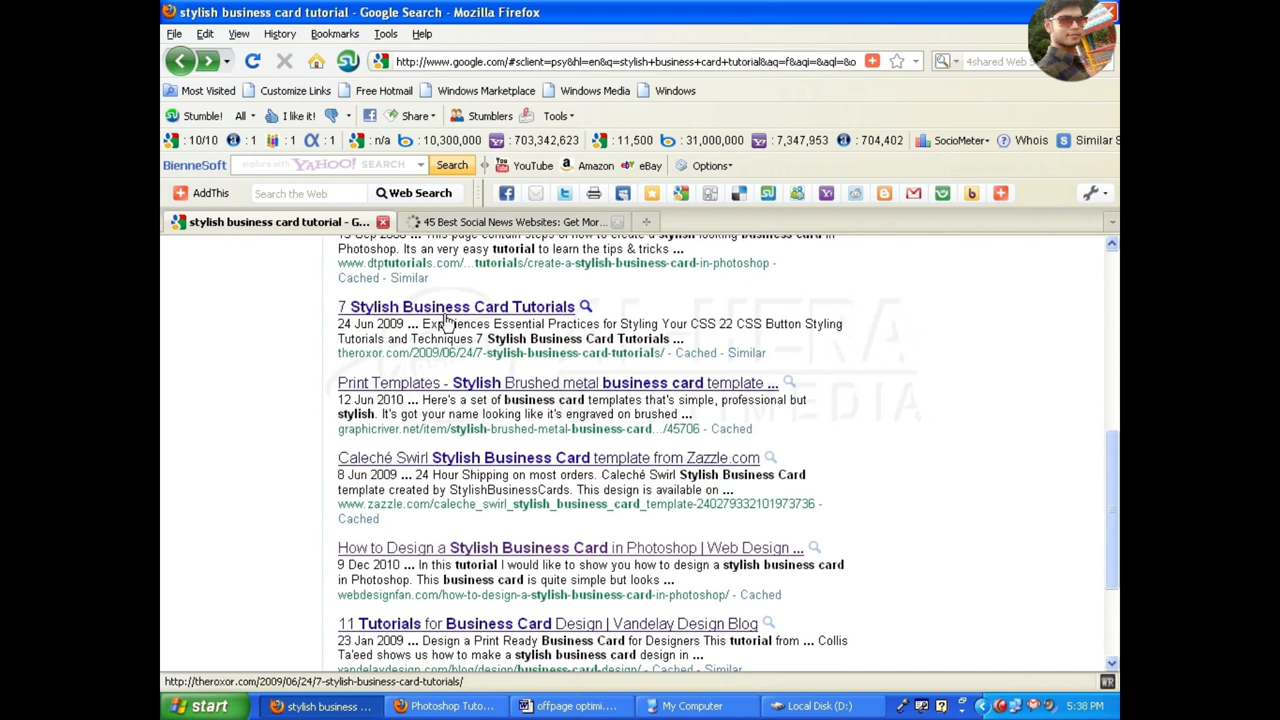 stylish business card tutorial - Google Search - Mozilla Firefox
File Edit View History Bookmarks Tools Help
http://www.google.com/#sclient=psy&hl=en&q=stylish+business+card+tutorial&aq=f&aqi=&aql=&o
4shared Web S
Most Visited Customize Links Free Hotmail Windows Marketplace Windows Media Windows
Stumble! All I like it! Share Stumblers Tools
:10/10 :1 :1 :1 :n/a :10,300,000 :703,342,623 :11,500 :31,000,000 :7,347,953 :704,402 SocioMeter Whois Similar S
BienneSoft explore with YAHOO! SEARCH Search YouTube Amazon eBay Options
AddThis Search the Web Web Search
stylish business card tutorial - G... 45 Best Social News Websites: Get Mor...
Photoshop. Its an very easy tutorial to learn the tips & tricks ...
www.dtptutorials.com/...tutorials/create-a-stylish-business-card-in-photoshop -
Cached - Similar
7 Stylish Business Card Tutorials
24 Jun 2009 ... Experiences Essential Practices for Styling Your CSS 22 CSS Button Styling
Tutorials and Techniques 7 Stylish Business Card Tutorials ...
theroxor.com/2009/06/24/7-stylish-business-card-tutorials/ - Cached - Similar
Print Templates - Stylish Brushed metal business card template ...
12 Jun 2010 ... Here's a set of business card templates that's simple, professional but
stylish. It's got your name looking like it's engraved on brushed ...
graphicriver.net/item/stylish-brushed-metal-business-card.../45706 - Cached
Caleché Swirl Stylish Business Card template from Zazzle.com
8 Jun 2009 ... 24 Hour Shipping on most orders. Caleché Swirl Stylish Business Card
template created by StylishBusinessCards. This design is available on ...
www.zazzle.com/caleche_swirl_stylish_business_card_template-240279332101973736 -
Cached
How to Design a Stylish Business Card in Photoshop | Web Design ...
9 Dec 2010 ... In this tutorial I would like to show you how to design a stylish business card
in Photoshop. This business card is quite simple but looks ...
webdesignfan.com/how-to-design-a-stylish-business-card-in-photoshop/ - Cached
11 Tutorials for Business Card Design | Vandelay Design Blog
23 Jan 2009 ... Design a Print Ready Business Card for Designers This tutorial from ... Collis
Ta'eed shows us how to make a stylish business card design in ...
vandelaydesign.com/blog/design/business-card-design/ - Cached - Similar
http://theroxor.com/2009/06/24/7-stylish-business-card-tutorials/
WR
start stylish business ... Photoshop Tuto... offpage optimi.... My Computer Local Disk (D:) 5:38 PM